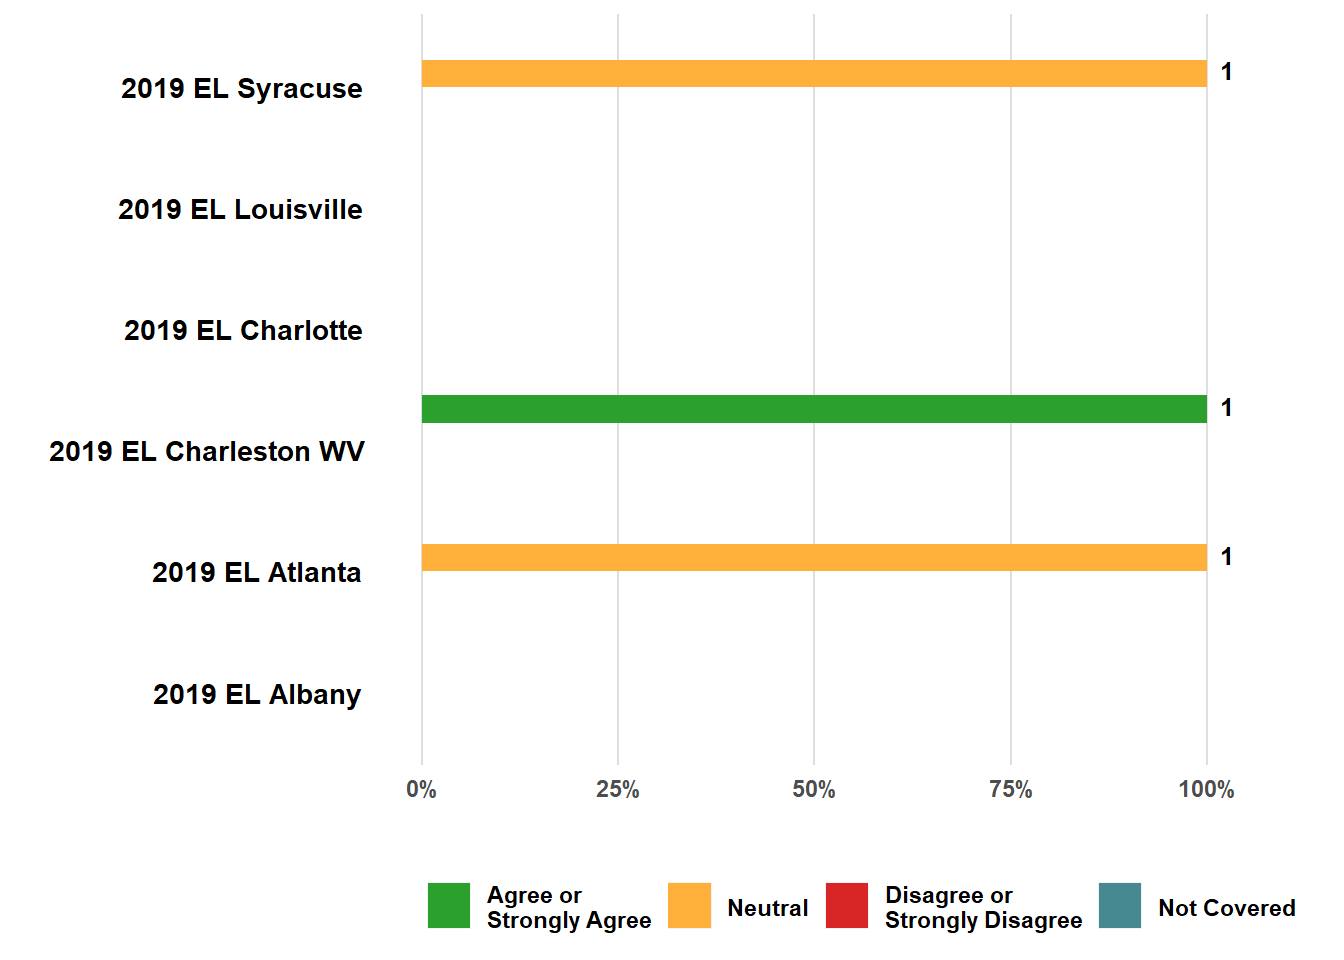 2019 EL Syracuse
1
2019 EL Louisville
2019 EL Charlotte
1
2019 EL Charleston WV
1
2019 EL Atlanta
2019 EL Albany
0%
25%
50%
75%
100%
Agree or
Strongly Agree
Neutral
Disagree or
Strongly Disagree
Not Covered